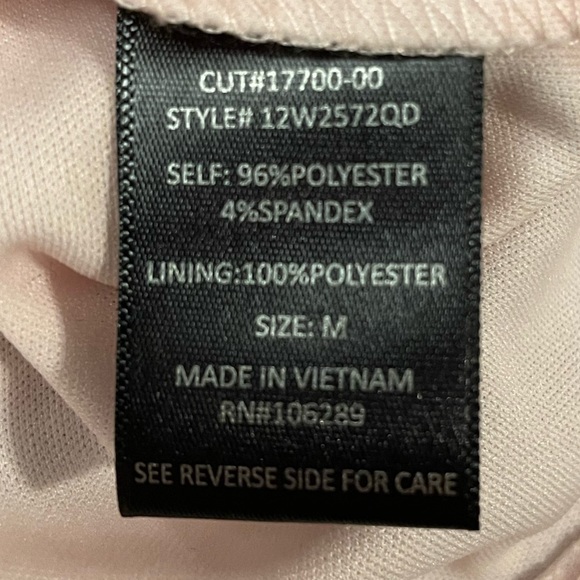 CUT#17700-00
STYLE# 12W2572QD
SELF: 96%POLYESTER
4%SPANDEX
LINING:100%POLYESTER
SIZE: M
MADE IN VIETNAM
RN#106289
SEE REVERSE SIDE FOR CARE